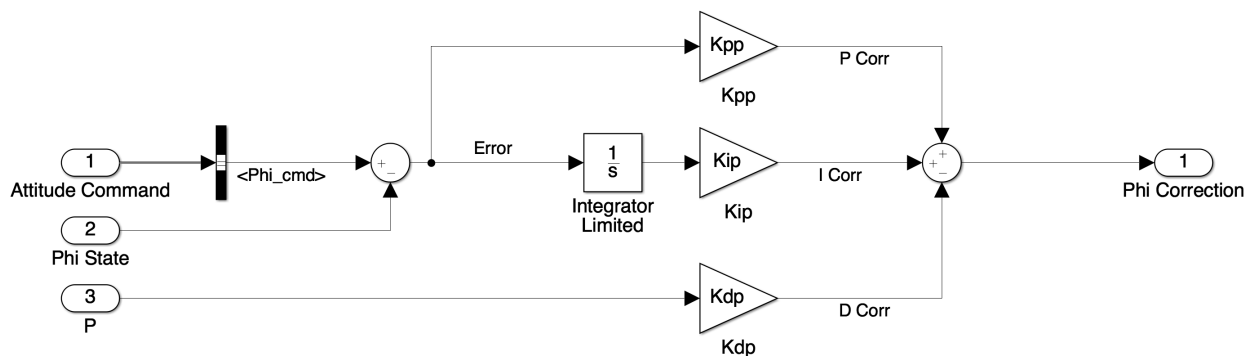 Kpp
P Corr
Kpp
1
Attitude Command
<Phi_cmd>
+
−
Error
1
s
Integrator
Limited
Kip
Kip
I Corr
+
+
−
1
Phi Correction
2
Phi State
3
P
Kdp
D Corr
Kdp